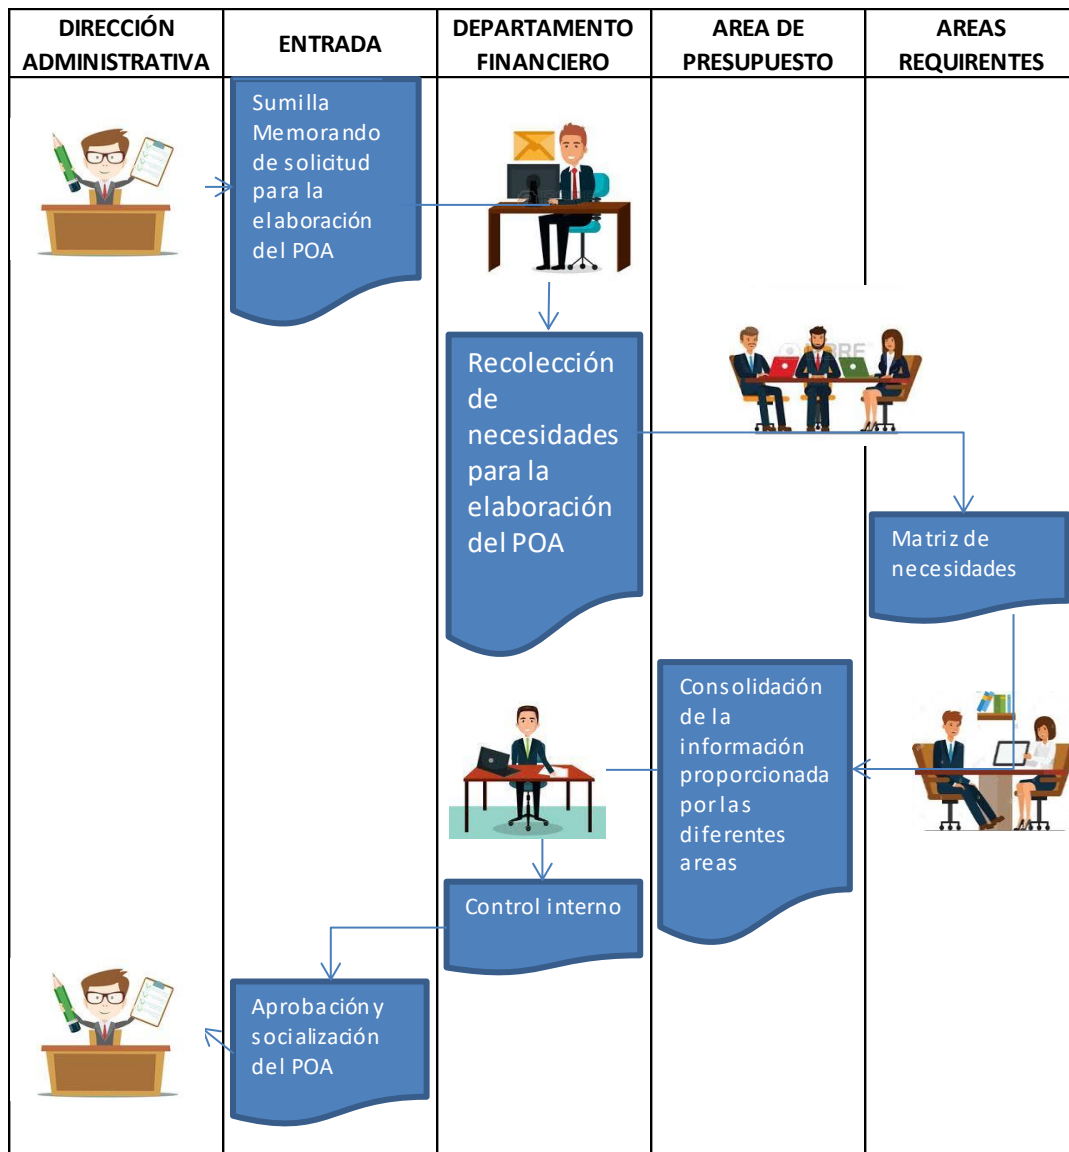 DIRECCIÓN
ADMINISTRATIVA
ENTRADA
DEPARTAMENTO
FINANCIERO
AREA DE
PRESUPUESTO
AREAS
REQUIRENTES
Sumilla
Memorando
de solicitud
para la
elaboración
del POA
Recolección
de
necesidades
para la
elaboración
del POA
Matriz de
necesidades
Consolidación
de la
información
proporcionada
por las
diferentes
areas
Control interno
Aprobación y
socialización
del POA